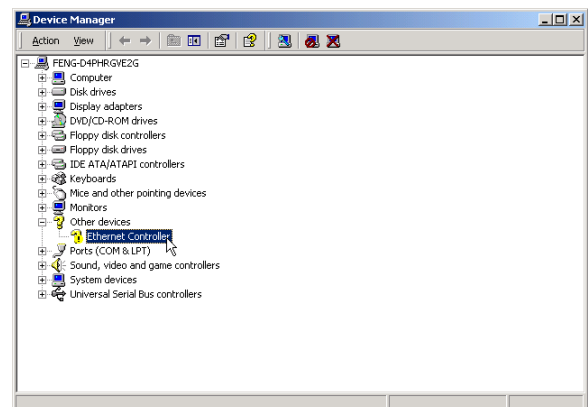 Device Manager
Action View
FENG-D4PHRGVE2G
Computer
Disk drives
Display adapters
DVD/CD-ROM drives
Floppy disk controllers
Floppy disk drives
IDE ATA/ATAPI controllers
Keyboards
Mice and other pointing devices
Monitors
Other devices
Ethernet Controller
Ports (COM & LPT)
Sound, video and game controllers
System devices
Universal Serial Bus controllers